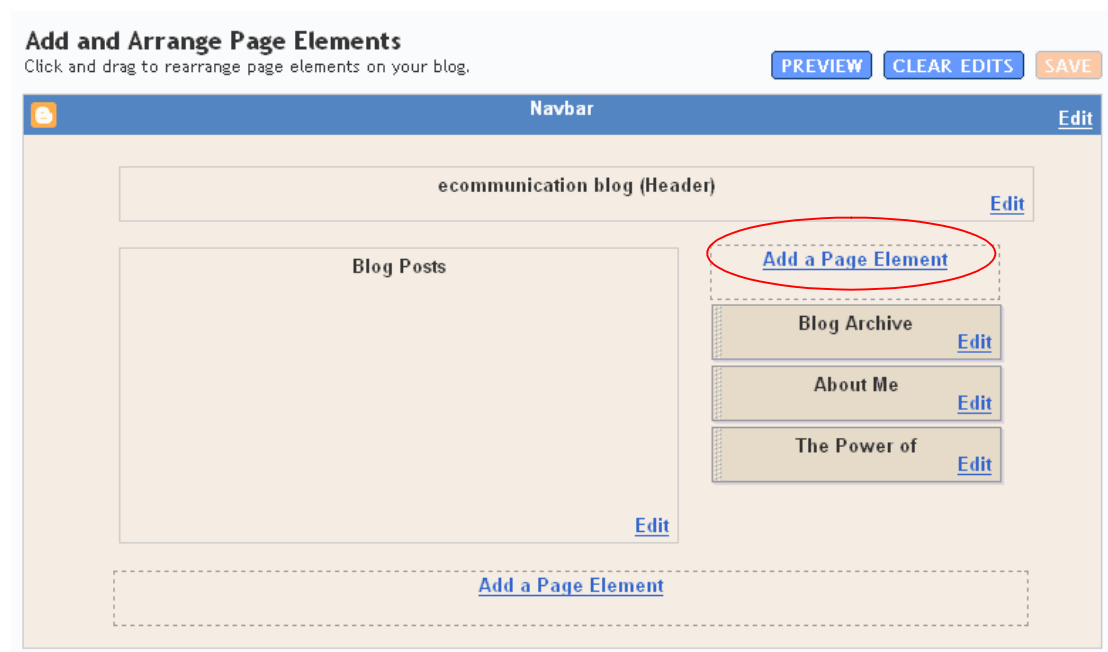 Add and Arrange Page Elements
Click and drag to rearrange page elements on your blog.
PREVIEW CLEAR EDITS SAVE
Navbar
Edit
ecommunication blog (Header)
Edit
Blog Posts
Edit
Add a Page Element
Blog Archive
Edit
About Me
Edit
The Power of
Edit
Add a Page Element